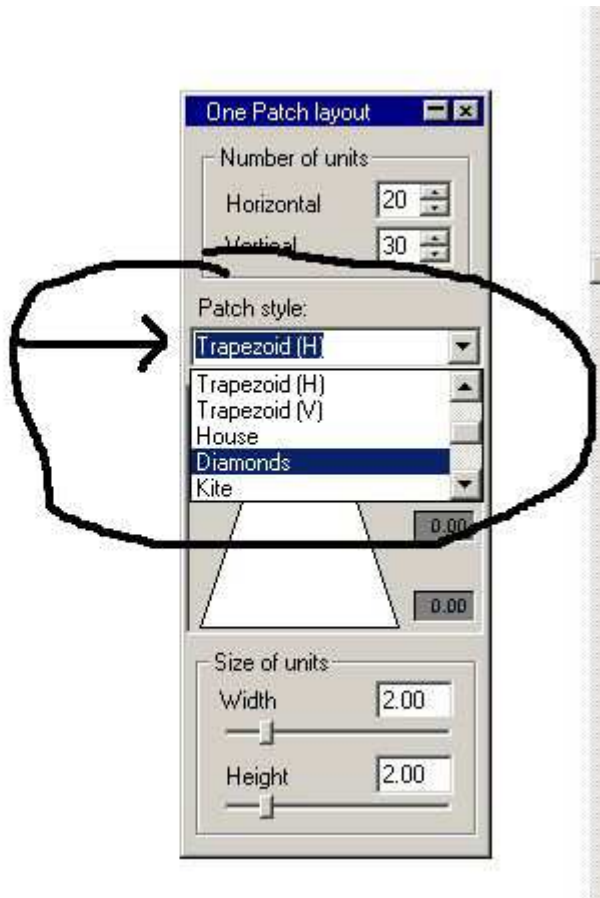 One Patch layout
Number of units
Horizontal 20
Vertical 30
Patch style:
Trapezoid (H)
Trapezoid (H)
Trapezoid (V)
House
Diamonds
Kite
0.00
0.00
Size of units
Width 2.00
Height 2.00